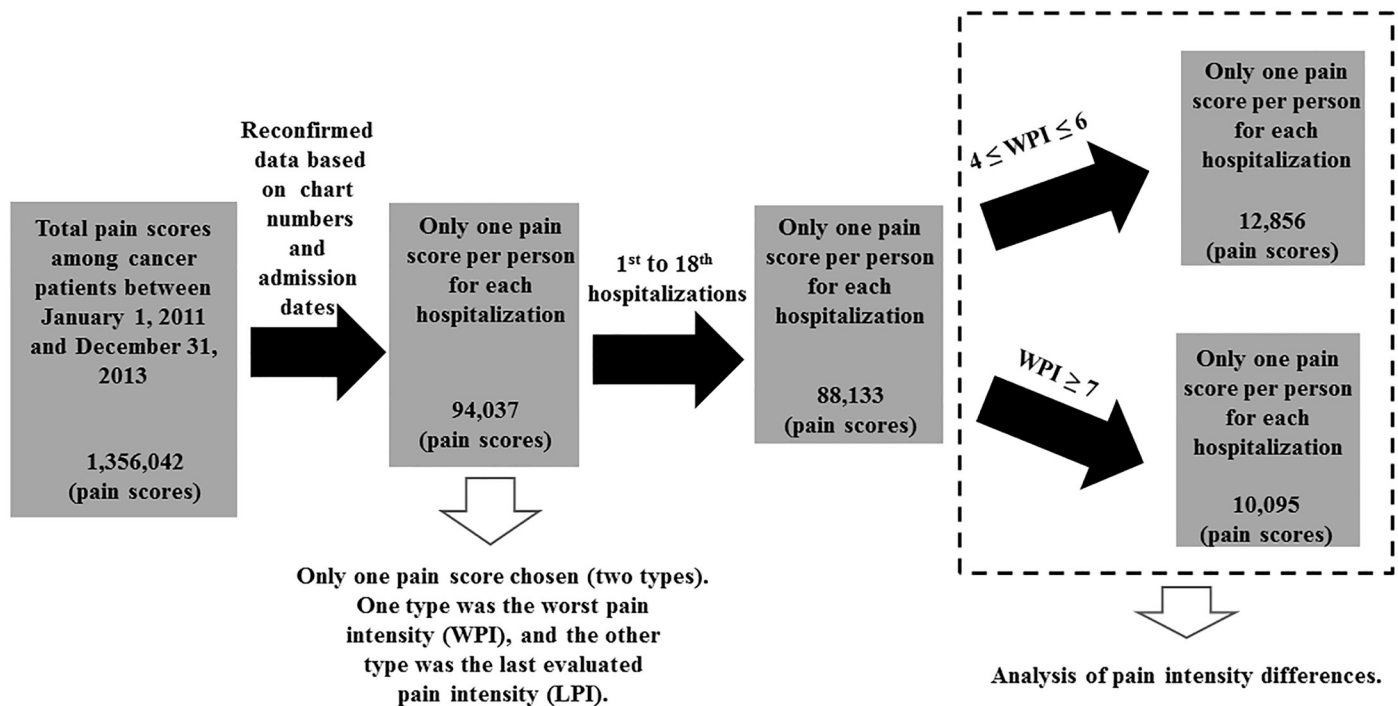 Total pain scores
among cancer
patients between
January 1, 2011
and December 31,
2013
1,356,042
(pain scores)
Reconfirmed
data based
on chart
numbers
and
admission
dates
Only one pain
score per person
for each
hospitalization
94,037
(pain scores)
Only one pain score chosen (two types).
One type was the worst pain
intensity (WPI), and the other
type was the last evaluated
pain intensity (LPI).
1st to 18th
hospitalizations
Only one pain
score per person
for each
hospitalization
88,133
(pain scores)
4 ≤ WPI ≤ 6
Only one pain
score per person
for each
hospitalization
12,856
(pain scores)
WPI ≥ 7
Only one pain
score per person
for each
hospitalization
10,095
(pain scores)
Analysis of pain intensity differences.